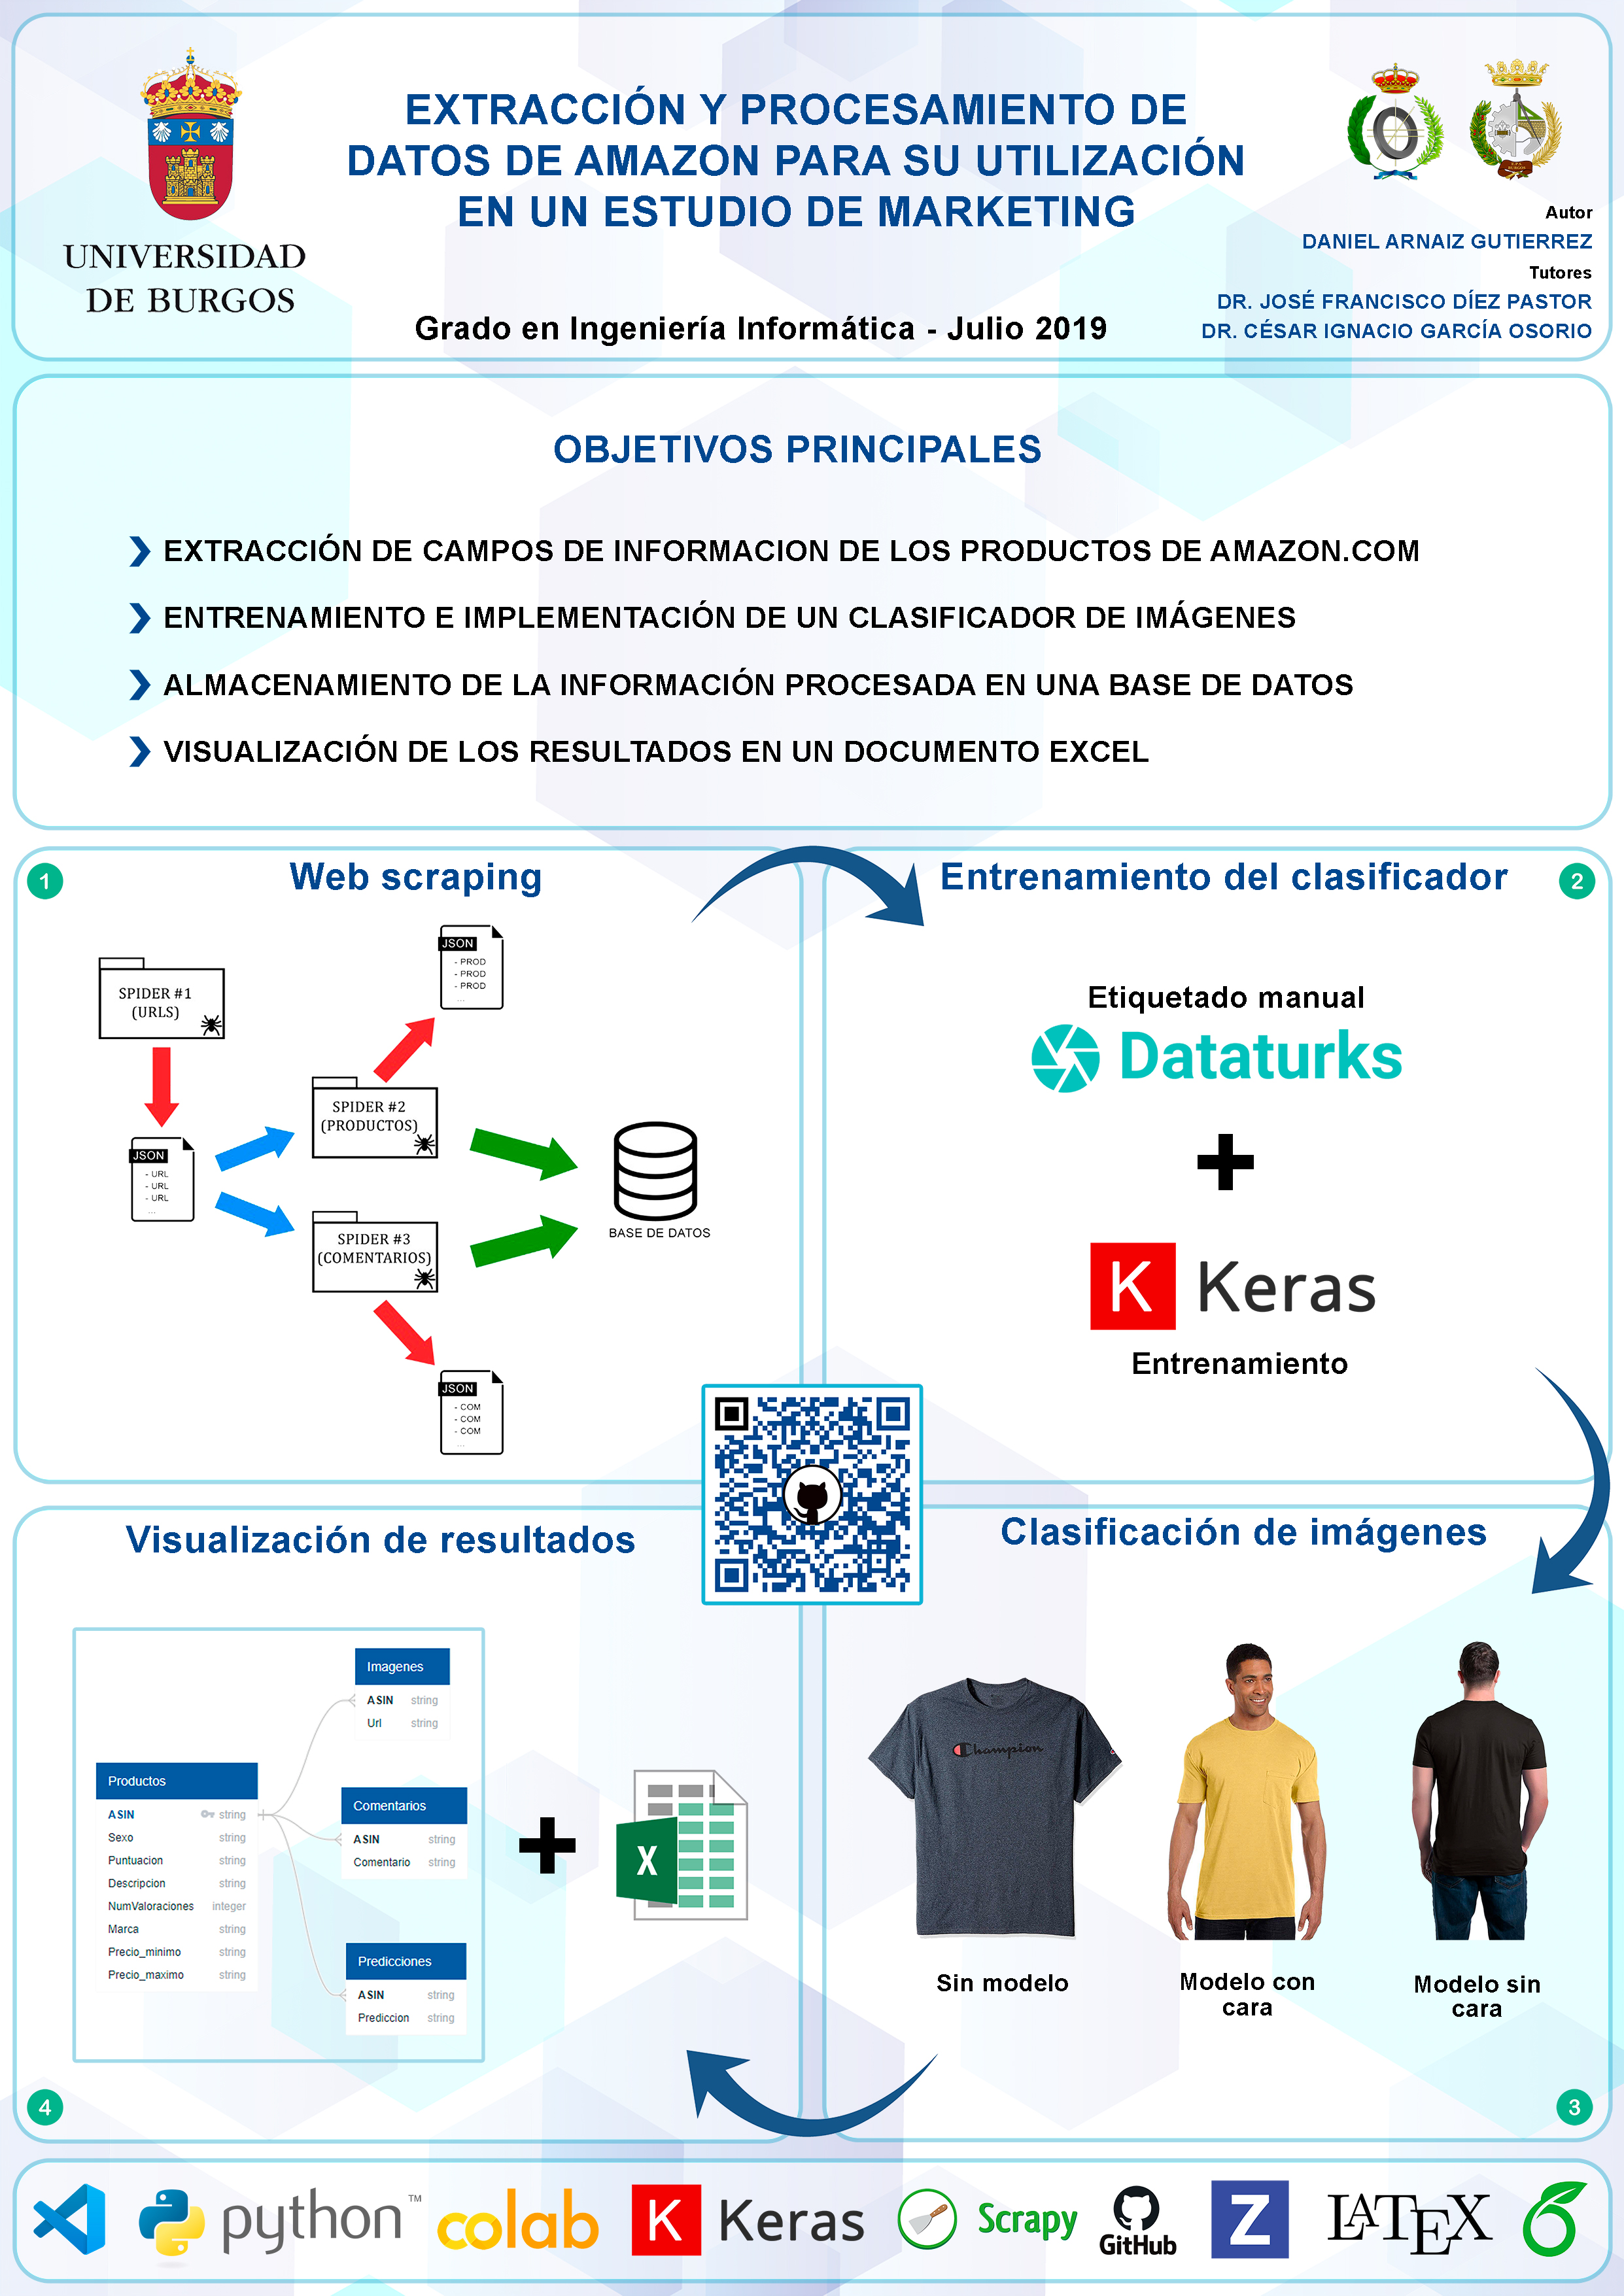 UNIVERSIDAD
DE BURGOS
EXTRACCIÓN Y PROCESAMIENTO DE
DATOS DE AMAZON PARA SU UTILIZACIÓN
EN UN ESTUDIO DE MARKETING
Grado en Ingeniería Informática - Julio 2019
Autor
DANIEL ARNAIZ GUTIERREZ
Tutores
DR. JOSÉ FRANCISCO DÍEZ PASTOR
DR. CÉSAR IGNACIO GARCÍA OSORIO
OBJETIVOS PRINCIPALES
EXTRACCIÓN DE CAMPOS DE INFORMACION DE LOS PRODUCTOS DE AMAZON.COM
ENTRENAMIENTO E IMPLEMENTACIÓN DE UN CLASIFICADOR DE IMÁGENES
ALMACENAMIENTO DE LA INFORMACIÓN PROCESADA EN UNA BASE DE DATOS
VISUALIZACIÓN DE LOS RESULTADOS EN UN DOCUMENTO EXCEL
1
Web scraping
SPIDER #1
(URLS)
JSON
- PROD
- PROD
- PROD
...
SPIDER #2
(PRODUCTOS)
JSON
- URL
- URL
- URL
...
SPIDER #3
(COMENTARIOS)
BASE DE DATOS
JSON
- COM
- COM
- COM
...
Entrenamiento del clasificador
2
Etiquetado manual
Dataturks
+
K Keras
Entrenamiento
Visualización de resultados
Imagenes
ASIN string
Url string
Productos
ASIN string
Sexo string
Puntuacion string
Descripcion string
NumValoraciones integer
Marca string
Precio_minimo string
Precio_maximo string
Comentarios
ASIN string
Comentario string
Predicciones
ASIN string
Prediccion string
+
X
4
Clasificación de imágenes
Champion
Sin modelo
Modelo con
cara
Modelo sin
cara
3
python™
colab
K Keras
Scrapy
GitHub
Z
LATEX